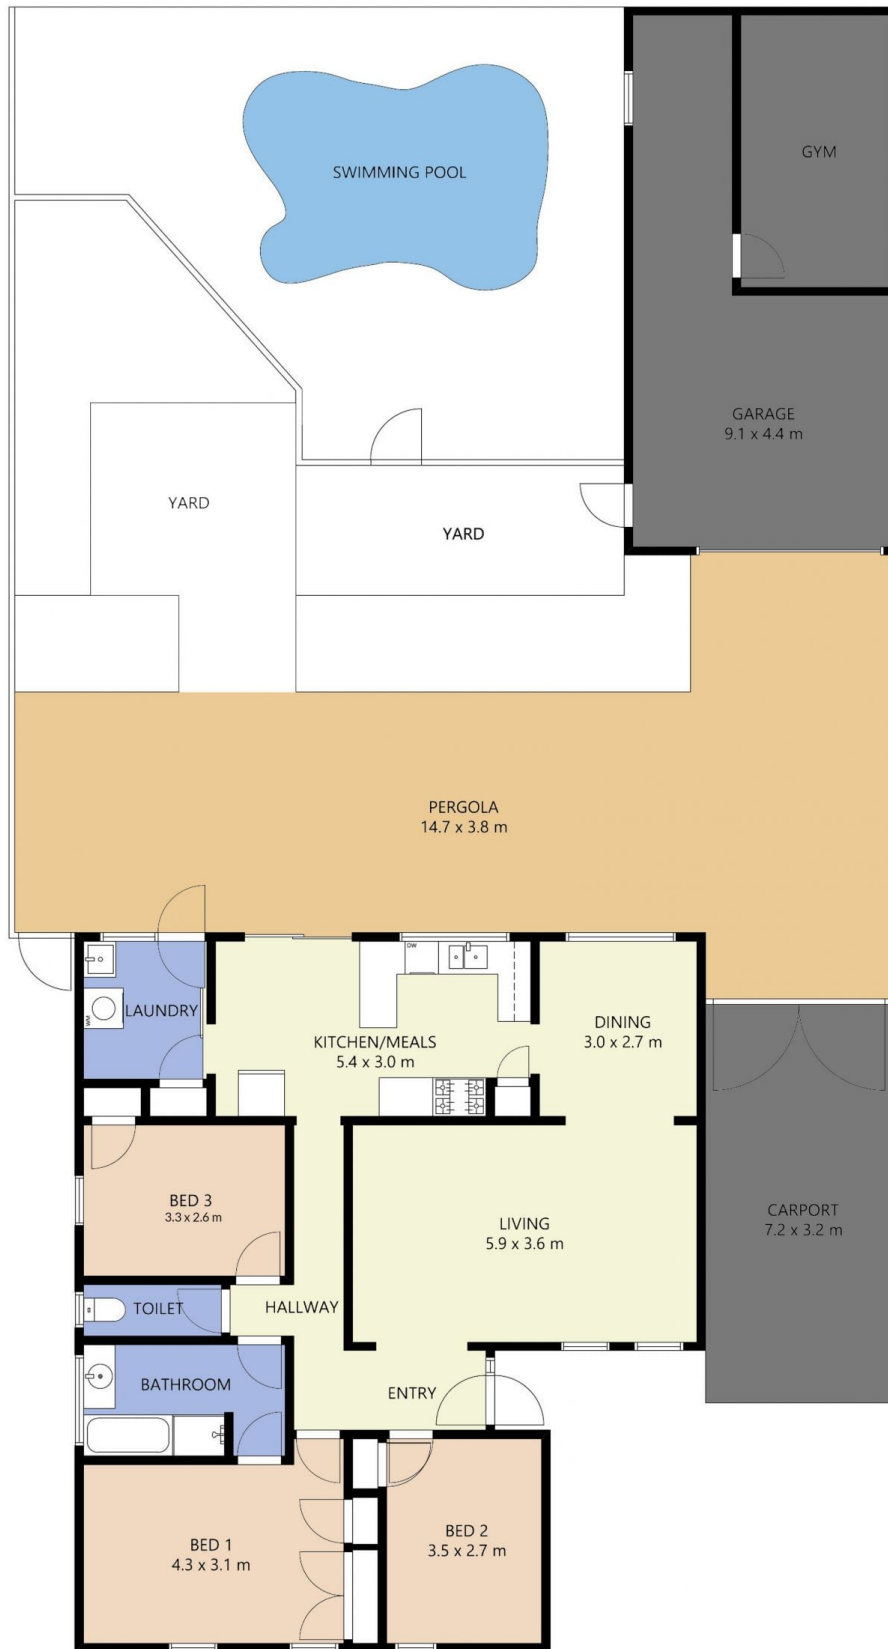 SWIMMING POOL
GYM
GARAGE
9.1 x 4.4 m
YARD
YARD
PERGOLA
14.7 x 3.8 m
DW
LAUNDRY
WM
KITCHEN/MEALS
5.4 x 3.0 m
DINING
3.0 x 2.7 m
BED 3
3.3 x 2.6 m
LIVING
5.9 x 3.6 m
CARPORT
7.2 x 3.2 m
TOILET
HALLWAY
BATHROOM
ENTRY
BED 1
4.3 x 3.1 m
BED 2
3.5 x 2.7 m